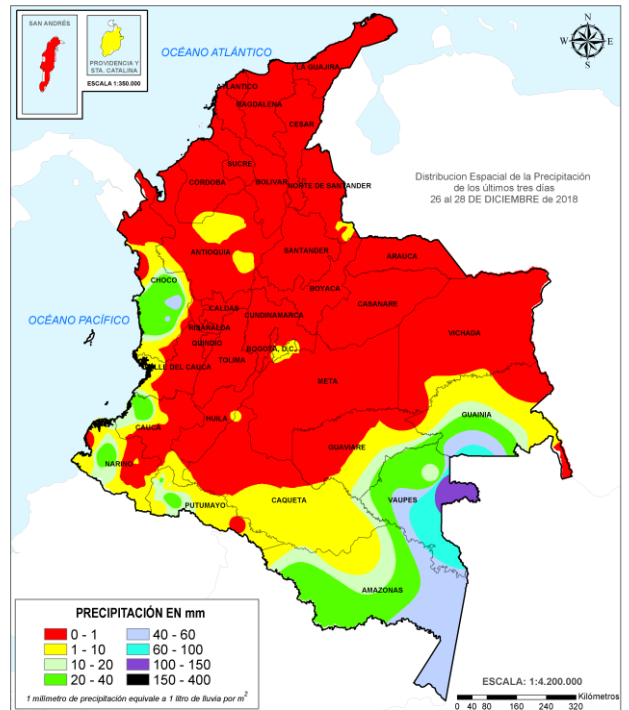 SAN ANDRÉS
PROVIDENCIA Y
STA. CATALINA
ESCALA 1:350.000
OCÉANO ATLÁNTICO
N
W
E
S
LA GUAJIRA
ATLANTICO
MAGDALENA
CESAR
SUCRE
CORDOBA
BOLIVAR
NORTE DE SANTANDER
Distribucion Espacial de la Precipitación
de los últimos tres días
26 al 28 DE DICIEMBRE de 2018
ANTIOQUIA
SANTANDER
ARAUCA
CHOCO
BOYACA
CASANARE
OCÉANO PACÍFICO
CALDAS
CUNDINAMARCA
VICHADA
RISARALDA
QUINDIO
BOGOTA, D.C.
TOLIMA
VALLE DEL CAUCA
META
HUILA
GUAINIA
CAUCA
GUAVIARE
NARIÑO
VAUPES
CAQUETA
PUTUMAYO
AMAZONAS
PRECIPITACIÓN EN mm
0 - 1 40 - 60
1 - 10 60 - 100
10 - 20 100 - 150
20 - 40 150 - 400
1 milimetro de precipitación equivale a 1 litro de lluvia por m2
ESCALA: 1:4.200.000
Kilómetros
0 40 80 160 240 320